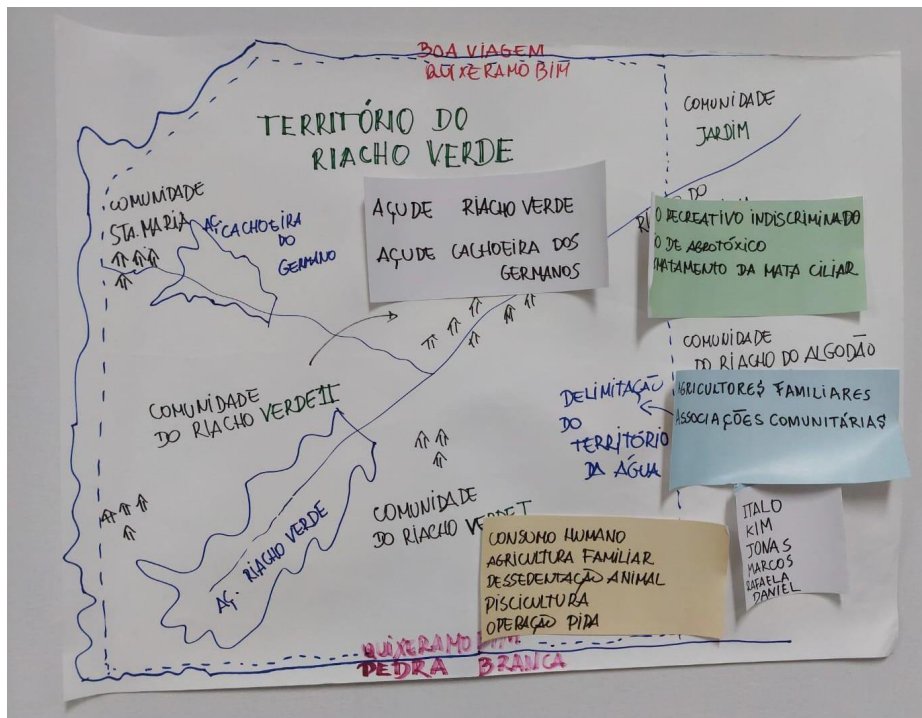 BOA VIAGEM
QUIXERAMOBIM
TERRITÓRIO DO
RIACHO VERDE
COMUNIDADE
JARDIM
COMUNIDADE
STA. MARIA
AÇ. CACHOEIRA
DO
GERMANO
AÇUDE RIACHO VERDE
AÇUDE CACHOEIRA DOS
GERMANOS
DO
O RECREATIVO INDISCRIMINADO
O DE AGROTÓXICO
MATAMENTO DA MATA CILIAR
COMUNIDADE
DO RIACHO DO ALGODÃO
COMUNIDADE
DO RIACHO VERDE II
DELIMITAÇÃO
DO
TERRITÓRIO
DA ÁGUA
AGRICULTORES FAMILIARES
ASSOCIAÇÕES COMUNITÁRIAS
COMUNIDADE
DO RIACHO VERDE I
AÇ. RIACHO VERDE
CONSUMO HUMANO
AGRICULTURA FAMILIAR
DESSEDENTAÇÃO ANIMAL
PISCICULTURA
OPERAÇÃO PIPA
ITALO
KIM
JONAS
MARCOS
RAFAELA
DANIEL
QUIXERAMOBIM
PEDRA BRANCA